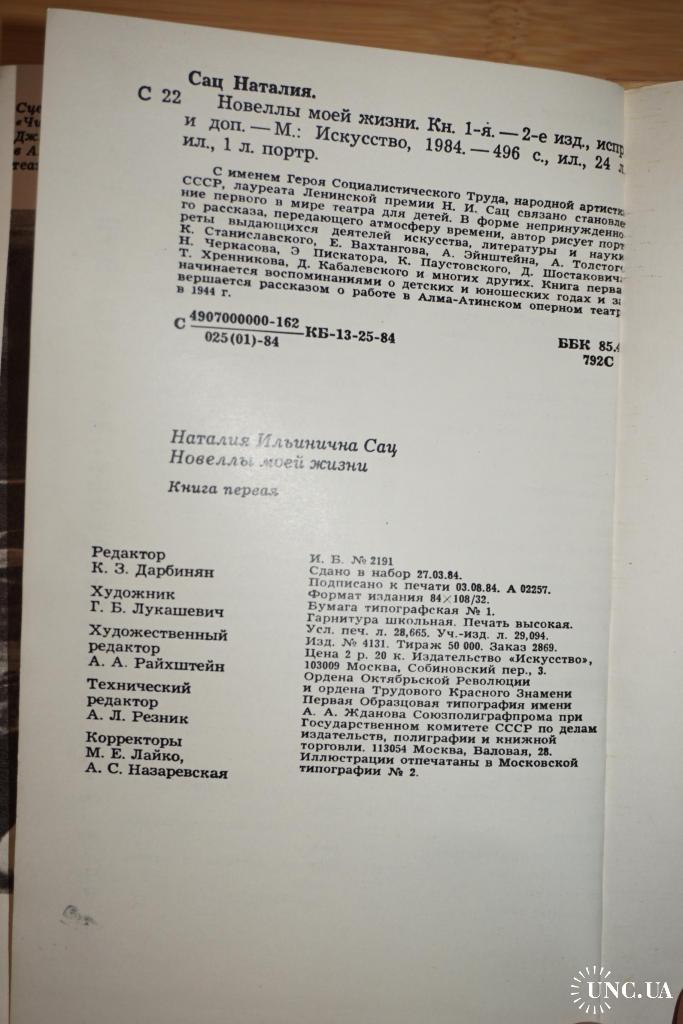 Сце
«Чи
Дж
в А
теа
Сац Наталия.
С 22 Новеллы моей жизни. Кн. 1-я. — 2-е изд., испр
и доп. — М.: Искусство, 1984. — 496 с., ил., 24 л
ил., 1 л. портр.
С именем Героя Социалистического Труда, народной артистк
СССР, лауреата Ленинской премии Н. И. Сац связано становле
ние первого в мире театра для детей. В форме непринужденно
го рассказа, передающего атмосферу времени, автор рисует порт
реты выдающихся деятелей искусства, литературы и науки
К. Станиславского, Е. Вахтангова, А. Эйнштейна, А. Толстог
Н. Черкасова, Э Пискатора, К. Паустовского, Д. Шостакович
Т. Хренникова, Д. Кабалевского и многих других. Книга перва
начинается воспоминаниями о детских и юношеских годах и за
вершается рассказом о работе в Алма-Атинском оперном театр
в 1944 г.
С 4907000000-162 КБ-13-25-84
025(01)-84
ББК 85.4
792С
Наталия Ильинична Сац
Новеллы моей жизни
Книга первая
Редактор
К. З. Дарбинян
Художник
Г. Б. Лукашевич
Художественный
редактор
А. А. Райхштейн
Технический
редактор
А. Л. Резник
Корректоры
М. Е. Лайко,
А. С. Назаревская
И. Б. № 2191
Сдано в набор 27.03.84.
Подписано к печати 03.08.84. А 02257.
Формат издания 84×108/32.
Бумага типографская № 1.
Гарнитура школьная. Печать высокая.
Усл. печ. л. 28,665. Уч.-изд. л. 29,094.
Изд. № 4131. Тираж 50 000. Заказ 2869.
Цена 2 р. 20 к. Издательство «Искусство»,
103009 Москва, Собиновский пер., 3.
Ордена Октябрьской Революции
и ордена Трудового Красного Знамени
Первая Образцовая типография имени
А. А. Жданова Союзполиграфпрома при
Государственном комитете СССР по делам
издательств, полиграфии и книжной
торговли. 113054 Москва, Валовая, 28.
Иллюстрации отпечатаны в Московской
типографии № 2.
UNC.UA